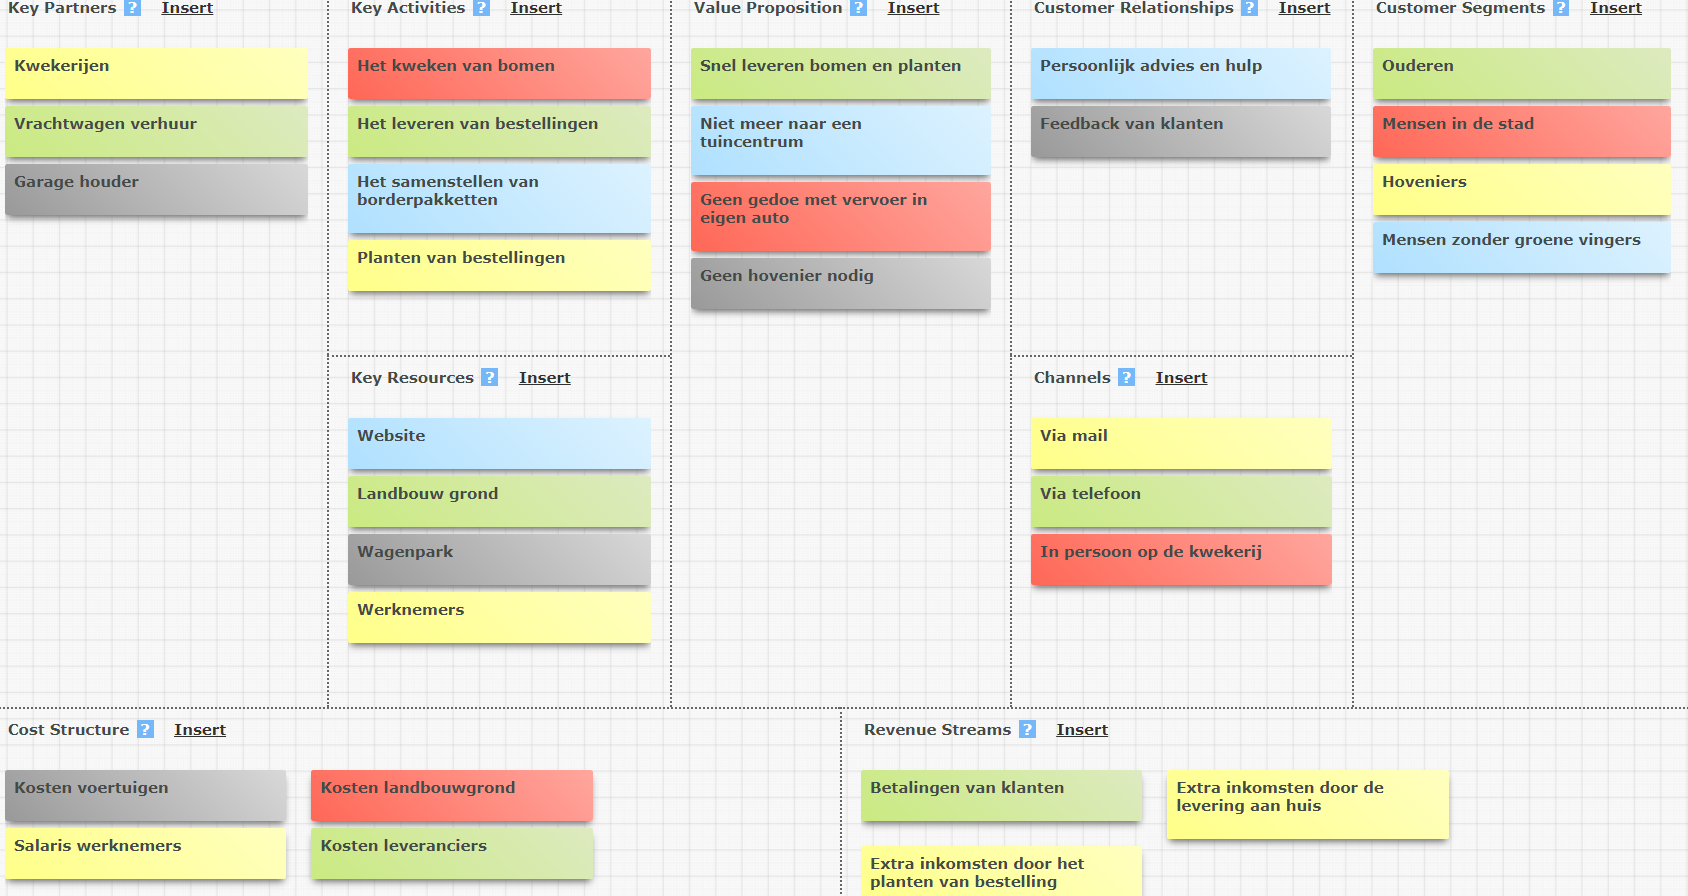 Key Partners ? Insert
Kwekerijen
Vrachtwagen verhuur
Garage houder
Key Activities ? Insert
Het kweken van bomen
Het leveren van bestellingen
Het samenstellen van
borderpakketten
Planten van bestellingen
Key Resources ? Insert
Website
Landbouw grond
Wagenpark
Werknemers
Value Proposition ? Insert
Snel leveren bomen en planten
Niet meer naar een
tuincentrum
Geen gedoe met vervoer in
eigen auto
Geen hovenier nodig
Customer Relationships ? Insert
Persoonlijk advies en hulp
Feedback van klanten
Channels ? Insert
Via mail
Via telefoon
In persoon op de kwekerij
Customer Segments ? Insert
Ouderen
Mensen in de stad
Hoveniers
Mensen zonder groene vingers
Cost Structure ? Insert
Kosten voertuigen
Kosten landbouwgrond
Salaris werknemers
Kosten leveranciers
Revenue Streams ? Insert
Betalingen van klanten
Extra inkomsten door de
levering aan huis
Extra inkomsten door het
planten van bestelling